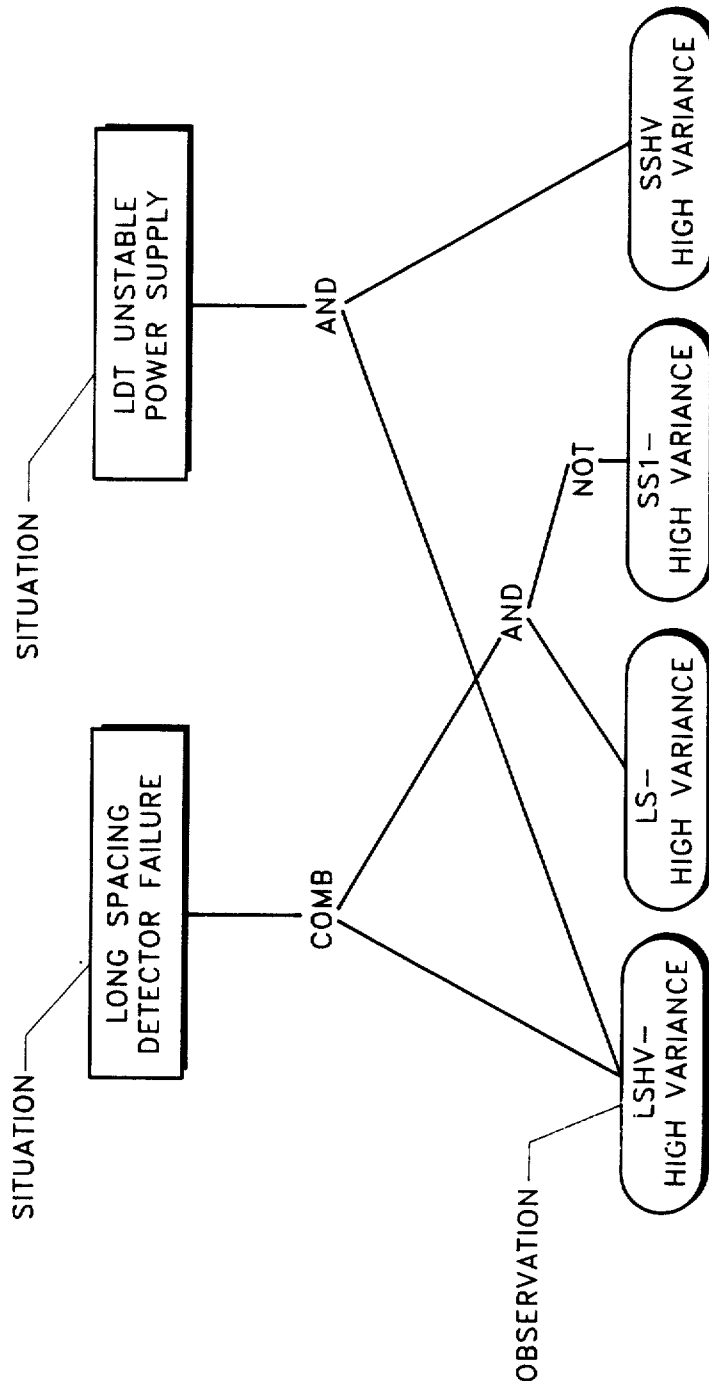 SITUATION
SITUATION
LONG SPACING
DETECTOR FAILURE
LDT UNSTABLE
POWER SUPPLY
COMB
AND
AND
NOT
OBSERVATION
LSHV–
HIGH VARIANCE
LS–
HIGH VARIANCE
SS1–
HIGH VARIANCE
SSHV
HIGH VARIANCE